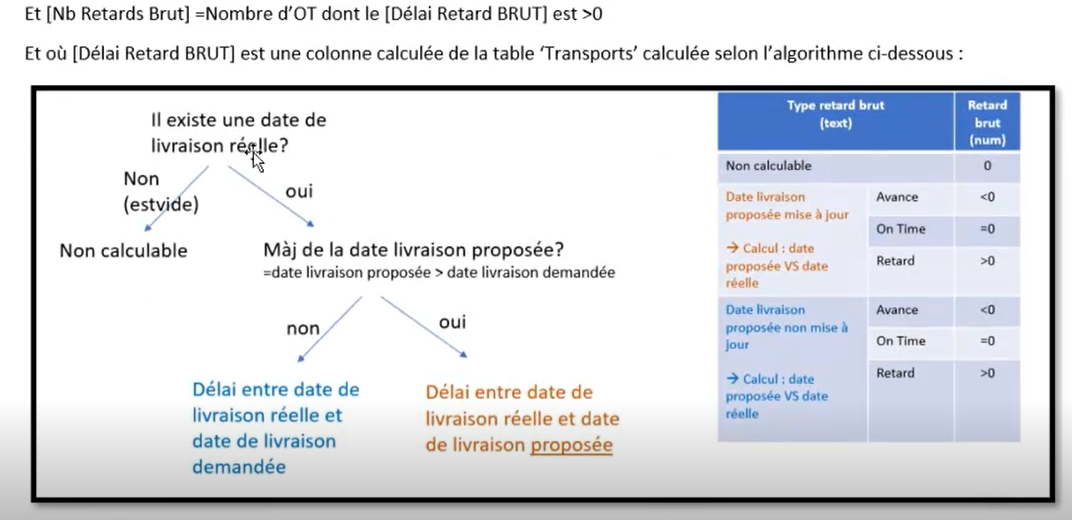 Et [Nb Retards Brut] =Nombre d’OT dont le [Délai Retard BRUT] est >0
Et où [Délai Retard BRUT] est une colonne calculée de la table ‘Transports’ calculée selon l’algorithme ci-dessous :
Il existe une date de
livraison réelle?
Non
(estvide)
oui
Non calculable
Màj de la date livraison proposée?
=date livraison proposée > date livraison demandée
non
oui
Délai entre date de
livraison réelle et
date de livraison
demandée
Délai entre date de
livraison réelle et date
de livraison proposée
Type retard brut
(text)
Retard
brut
(num)
Non calculable
0
Date livraison
proposée mise à jour
→ Calcul : date
proposée VS date
réelle
Avance
<0
On Time
=0
Retard
>0
Date livraison
proposée non mise à
jour
→ Calcul : date
proposée VS date
réelle
Avance
<0
On Time
=0
Retard
>0